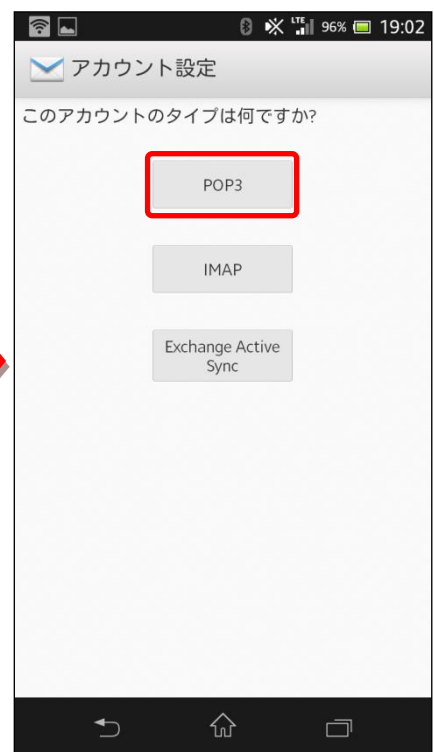 LTE 96% 19:02
アカウント設定
このアカウントのタイプは何ですか?
POP3
IMAP
Exchange Active
Sync